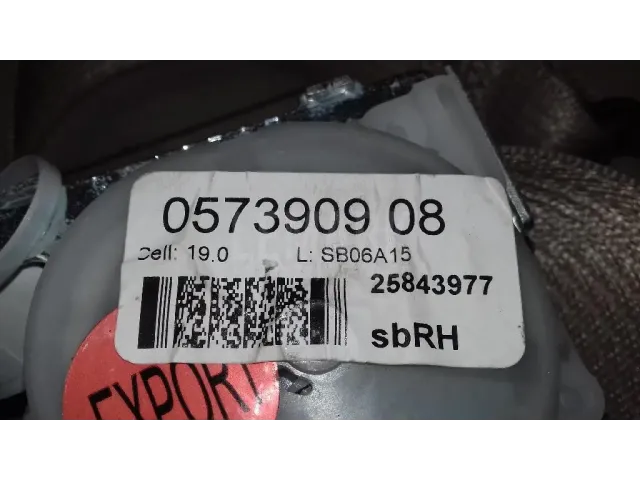 0573909 08
Cell: 19.0 L: SB06A15
25843977
sbRH
EXPORT